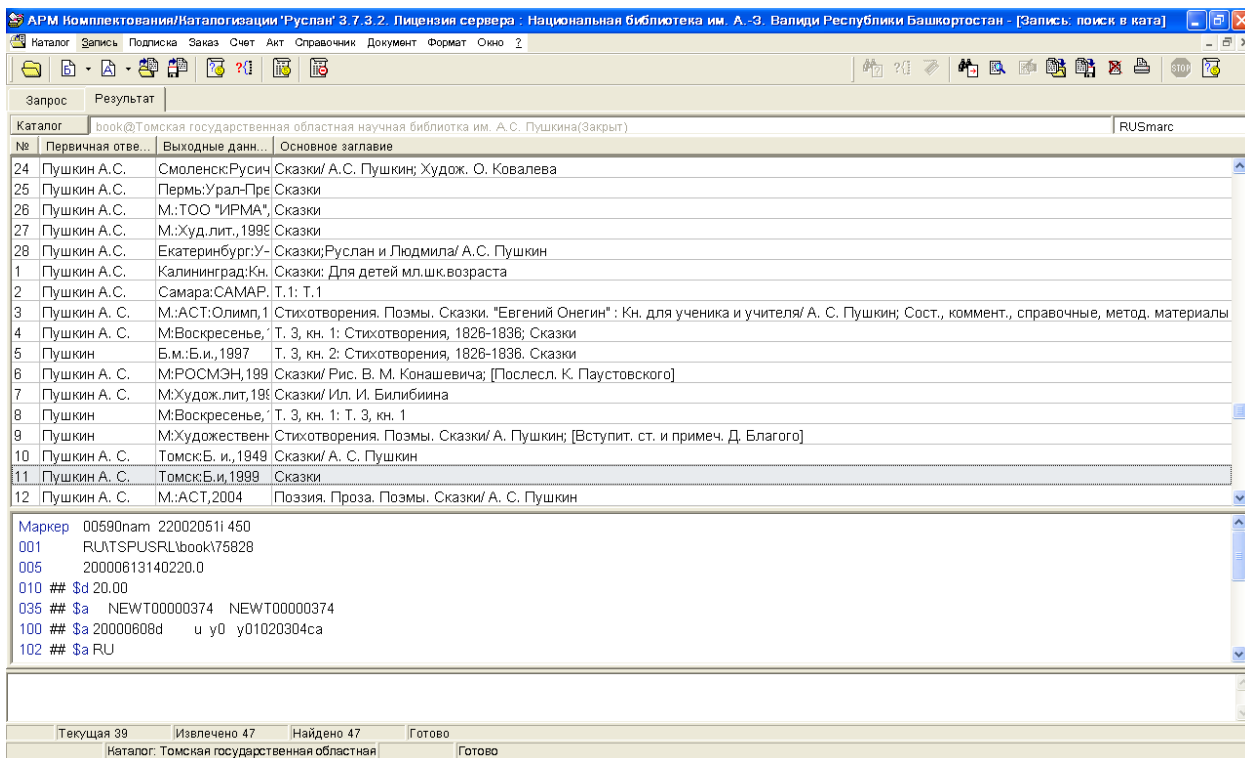 АРМ Комплектования/Каталогизации 'Руслан' 3.7.3.2. Лицензия сервера : Национальная библиотека им. А.-З. Валиди Республики Башкортостан - [Запись: поиск в ката]
Каталог Запись Подписка Заказ Счет Акт Справочник Документ Формат Окно ?
Запрос Результат
Каталог book@Томская государственная областная научная библиотка им. А.С. Пушкина(Закрыт) RUSmarc
№ Первичная отве... Выходные данн... Основное заглавие
24 Пушкин А.С. Смоленск:Русич Сказки/ А.С. Пушкин; Худож. О. Ковалева
25 Пушкин А.С. Пермь:Урал-Пре Сказки
26 Пушкин А.С. М.:ТОО "ИРМА", Сказки
27 Пушкин А.С. М.:Худ.лит.,1999 Сказки
28 Пушкин А.С. Екатеринбург:У- Сказки;Руслан и Людмила/ А.С. Пушкин
1 Пушкин А.С. Калининград:Кн. Сказки: Для детей мл.шк.возраста
2 Пушкин А.С. Самара:САМАР. Т.1: Т.1
3 Пушкин А.С. М.:АСТ:Олимп,1 Стихотворения. Поэмы. Сказки. "Евгений Онегин" : Кн. для ученика и учителя/ А. С. Пушкин; Сост., коммент., справочные, метод. материалы
4 Пушкин А. С. М:Воскресенье, Т. 3, кн. 1: Стихотворения, 1826-1836; Сказки
5 Пушкин Б.м.:Б.и.,1997 Т. 3, кн. 2: Стихотворения, 1826-1836. Сказки
6 Пушкин А. С. М:РОСМЭН,199 Сказки/ Рис. В. М. Конашевича; [Послесл. К. Паустовского]
7 Пушкин А. С. М:Худож.лит,199 Сказки/ Ил. И. Билибиина
8 Пушкин М:Воскресенье, Т. 3, кн. 1: Т. 3, кн. 1
9 Пушкин М:Художествен Стихотворения. Поэмы. Сказки/ А. Пушкин; [Вступит. ст. и примеч. Д. Благого]
10 Пушкин А. С. Томск:Б. и.,1949 Сказки/ А. С. Пушкин
11 Пушкин А. С. Томск:Б.и,1999 Сказки
12 Пушкин А. С. М.:АСТ,2004 Поэзия. Проза. Поэмы. Сказки/ А. С. Пушкин
Маркер 00590nam 22002051i 450
001 RU\TSPUSRL\book\75828
005 20000613140220.0
010 ## $d 20.00
035 ## $a NEWT00000374 NEWT00000374
100 ## $a 20000608d u y0 y01020304ca
102 ## $a RU
Текущая 39 Извлечено 47 Найдено 47 Готово
Каталог: Томская государственная областная Готово